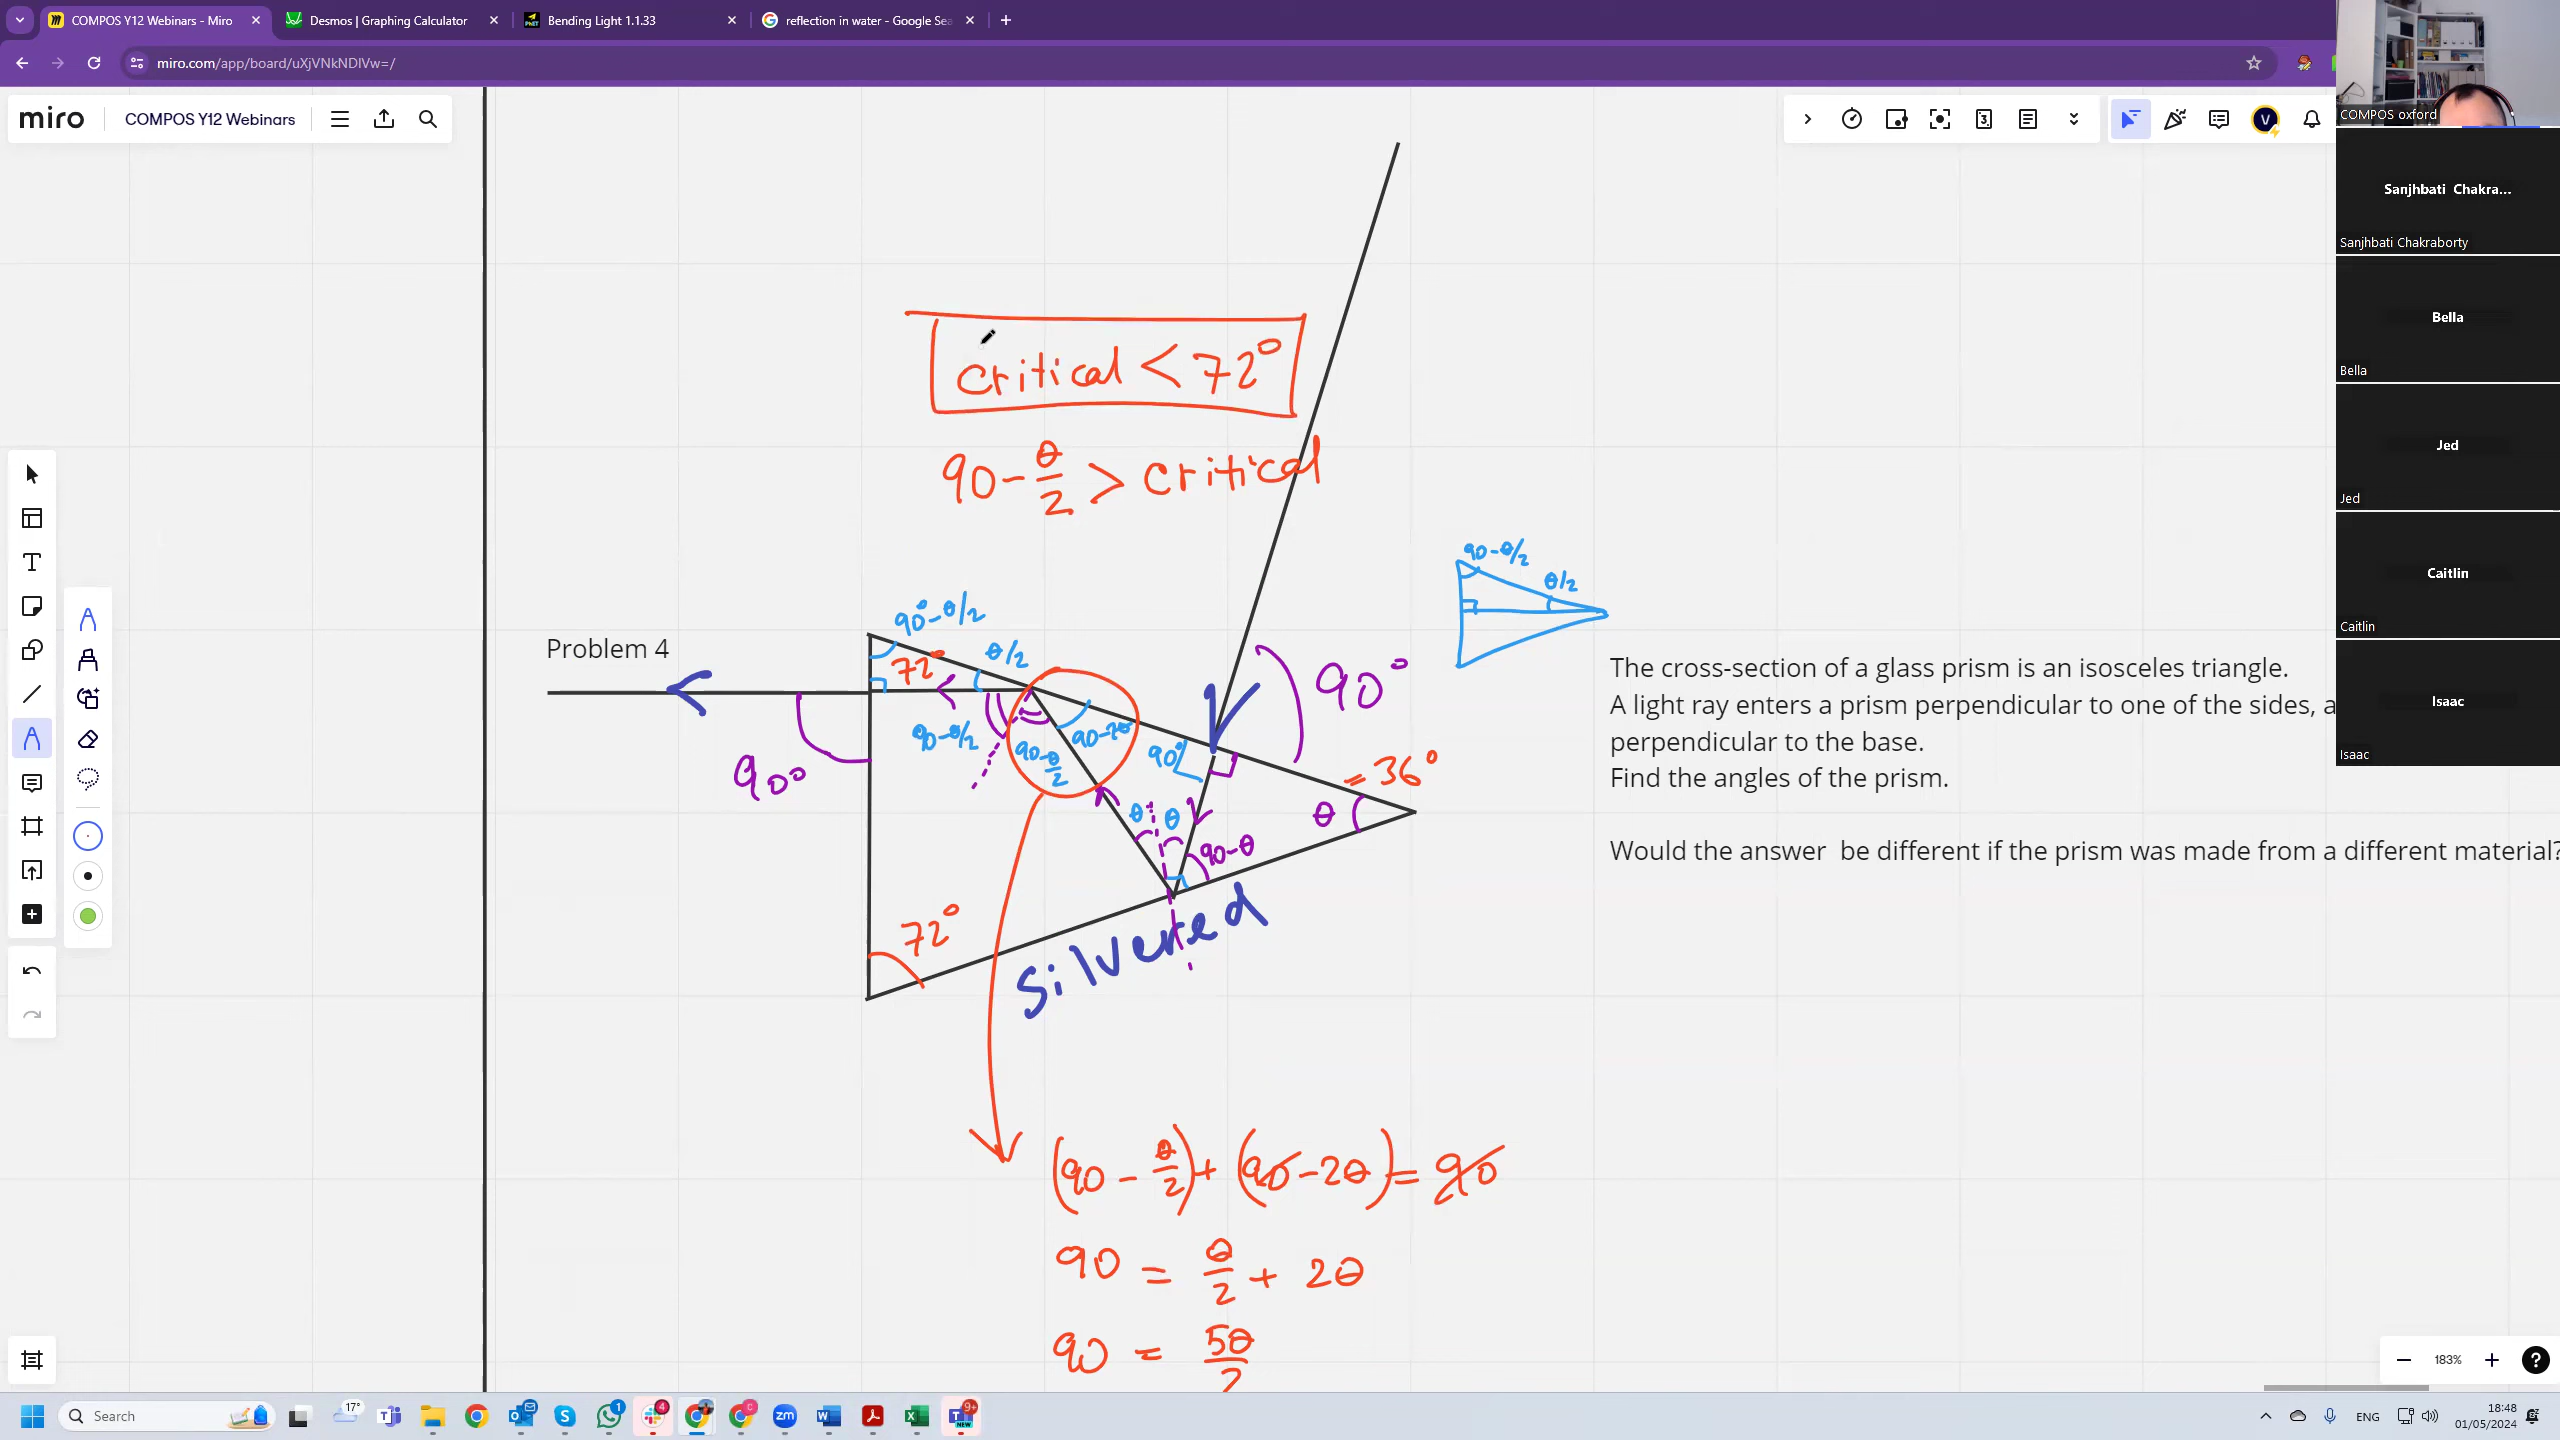 COMPOS Y12 Webinars - Miro
Desmos | Graphing Calculator
Bending Light 1.1.33
reflection in water - Google Sea
miro.com/app/board/uXjVNkNDIVw=/
miro
COMPOS Y12 Webinars
V
COMPOS oxford
Sanjhbati Chakra...
Sanjhbati Chakraborty
Bella
Bella
Jed
Jed
Caitlin
Caitlin
Isaac
Isaac
critical < 72°
90 - θ/2 > critical
90-θ/2
θ/2
Problem 4
90°-θ/2
72°
θ/2
90-θ/2
90-θ/2
90-2θ
90°
90°
90°
= 36°
θ
θ
θ
90-θ
72°
Silvered
The cross-section of a glass prism is an isosceles triangle.
A light ray enters a prism perpendicular to one of the sides, a
perpendicular to the base.
Find the angles of the prism.
Would the answer be different if the prism was made from a different material?
(90 - θ/2) + (90 - 2θ) = 90
90 = θ/2 + 2θ
90 = 5θ/2
183%
Search
17°
ENG
18:48
01/05/2024